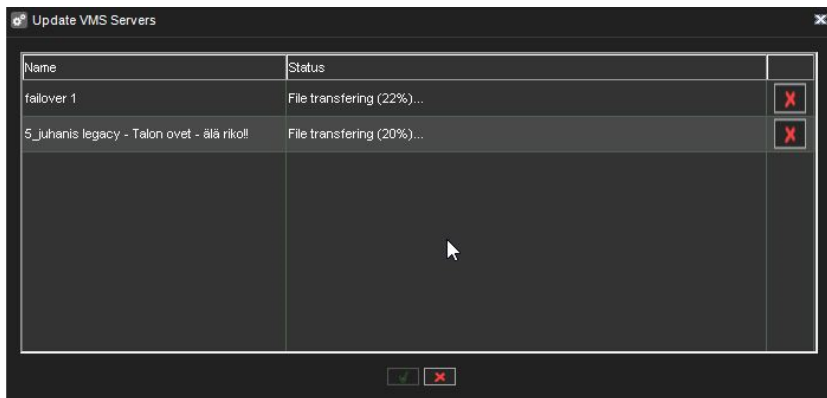 Update VMS Servers
Name Status
failover 1 File transfering (22%)...
5_juhanis legacy - Talon ovet - älä riko!! File transfering (20%)...